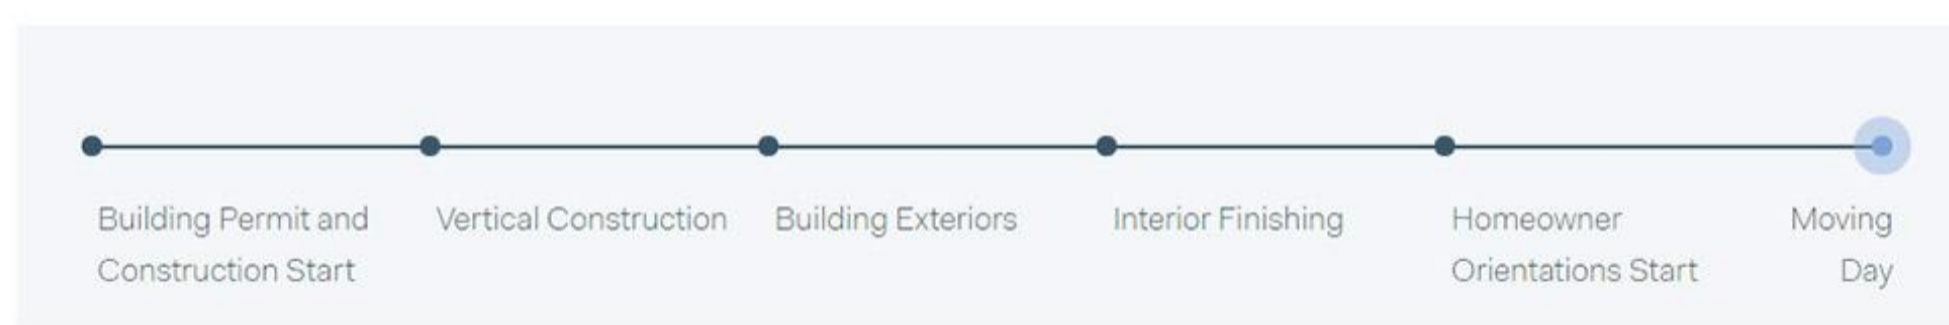 Building Permit and
Construction Start
Vertical Construction
Building Exteriors
Interior Finishing
Homeowner
Orientations Start
Moving
Day